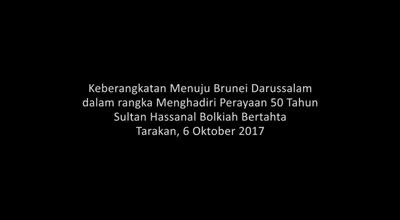 Keberangkatan Menuju Brunei Darussalam
dalam rangka Menghadiri Perayaan 50 Tahun
Sultan Hassanal Bolkiah Bertahta
Tarakan, 6 Oktober 2017